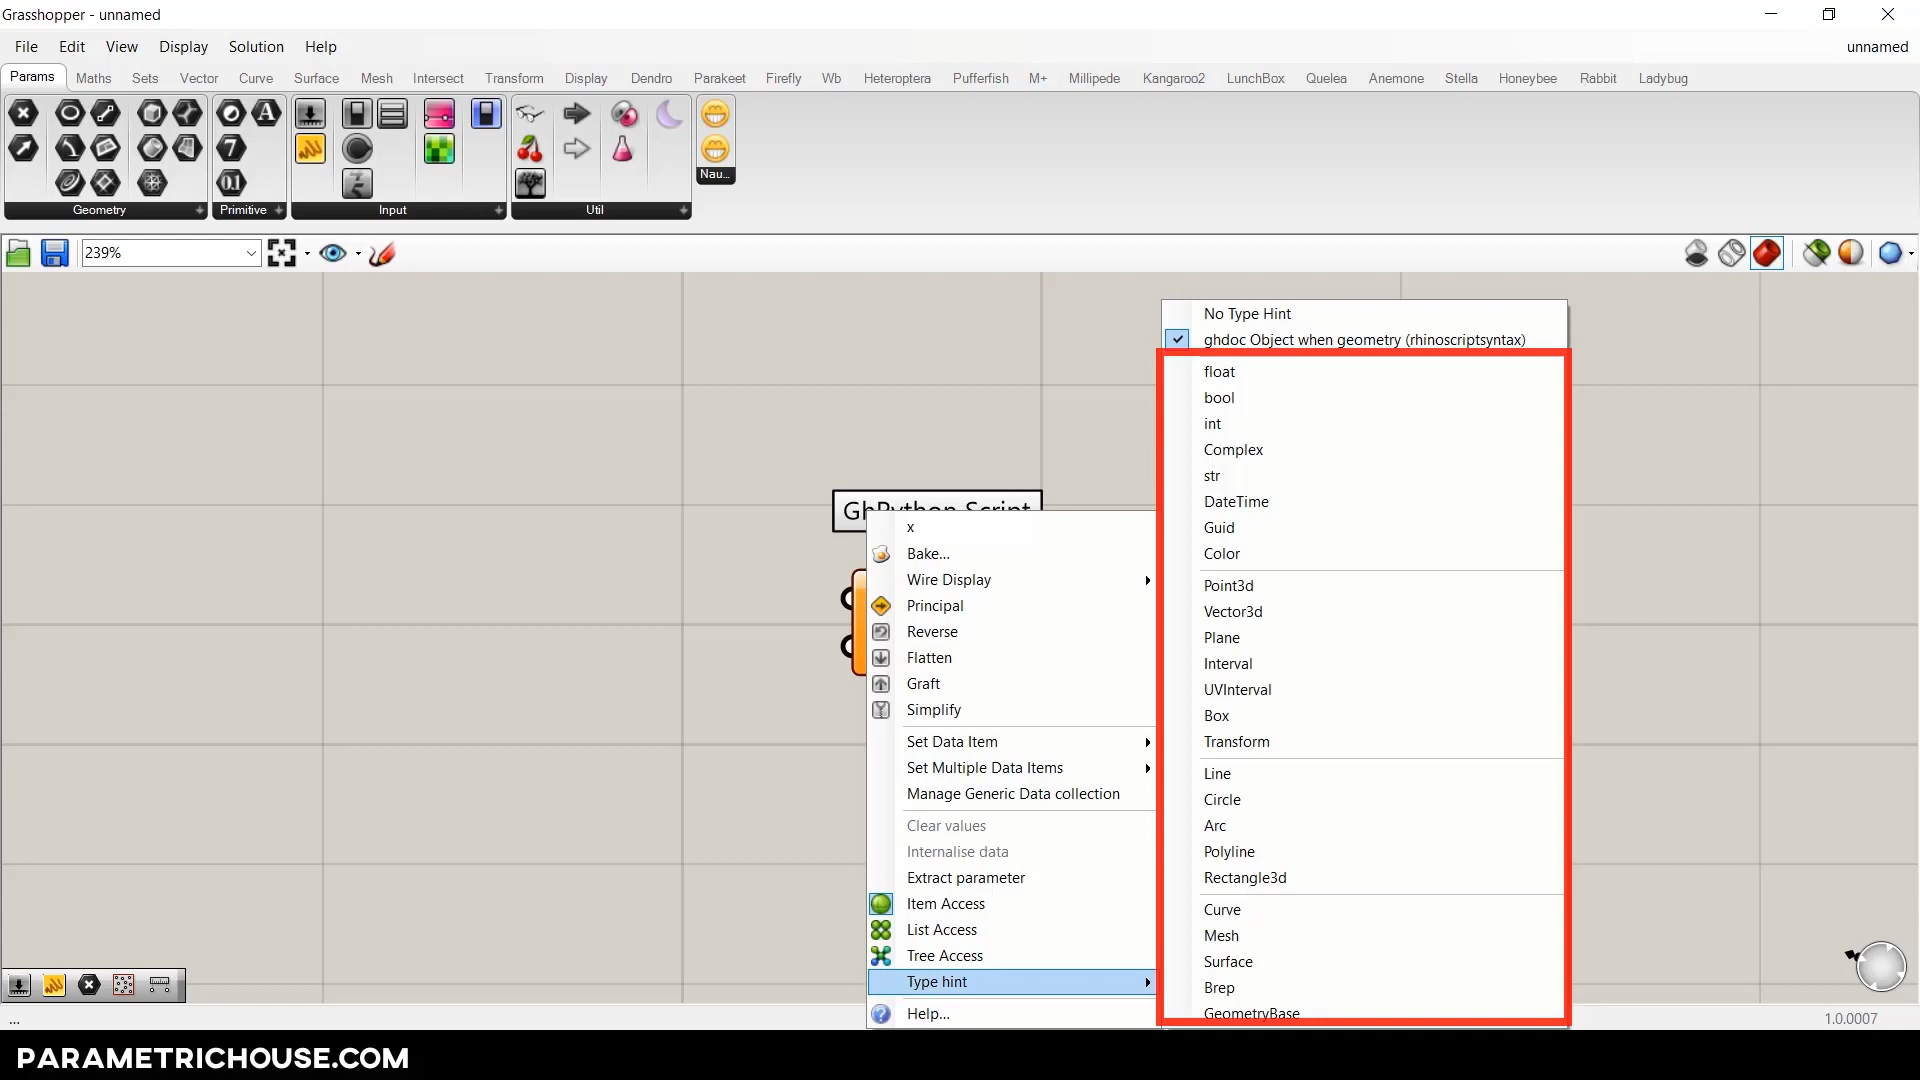 Grasshopper - unnamed
File Edit View Display Solution Help unnamed
Params Maths Sets Vector Curve Surface Mesh Intersect Transform Display Dendro Parakeet Firefly Wb Heteroptera Pufferfish M+ Millipede Kangaroo2 LunchBox Quelea Anemone Stella Honeybee Rabbit Ladybug
A
7
0.1
Nau...
Geometry Primitive Input Util
239%
GhPython Script
x
Bake...
Wire Display
Principal
Reverse
Flatten
Graft
Simplify
Set Data Item
Set Multiple Data Items
Manage Generic Data collection
Clear values
Internalise data
Extract parameter
Item Access
List Access
Tree Access
Type hint
Help...
No Type Hint
ghdoc Object when geometry (rhinoscriptsyntax)
float
bool
int
Complex
str
DateTime
Guid
Color
Point3d
Vector3d
Plane
Interval
UVInterval
Box
Transform
Line
Circle
Arc
Polyline
Rectangle3d
Curve
Mesh
Surface
Brep
GeometryBase
...
1.0.0007
PARAMETRICHOUSE.COM